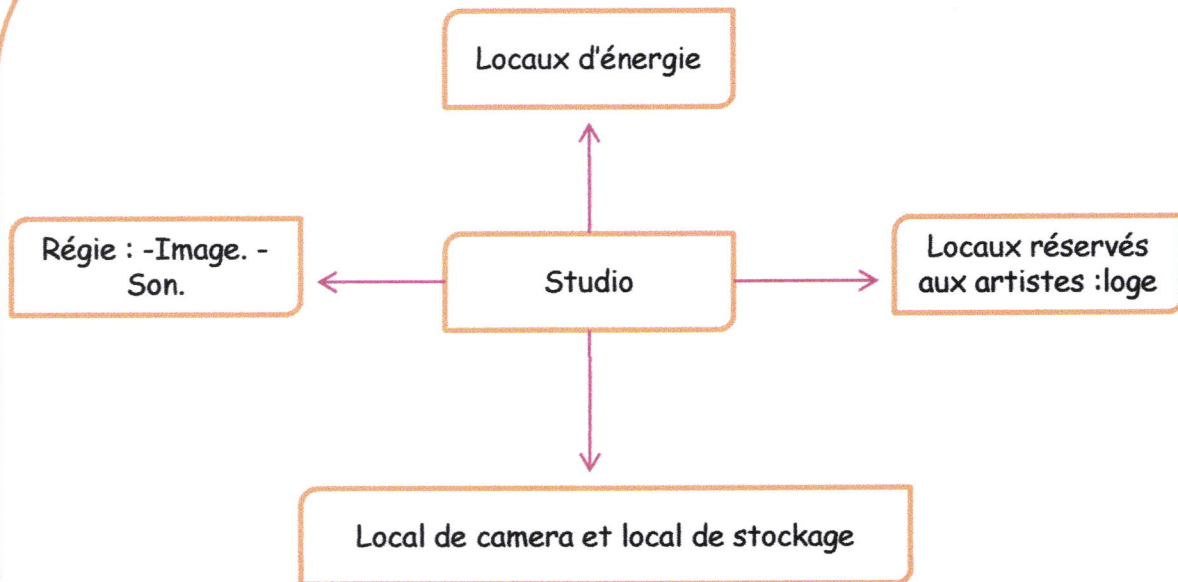 Locaux d'énergie
Régie : -Image. -
Son.
Studio
Locaux réservés
aux artistes :loge
Local de camera et local de stockage